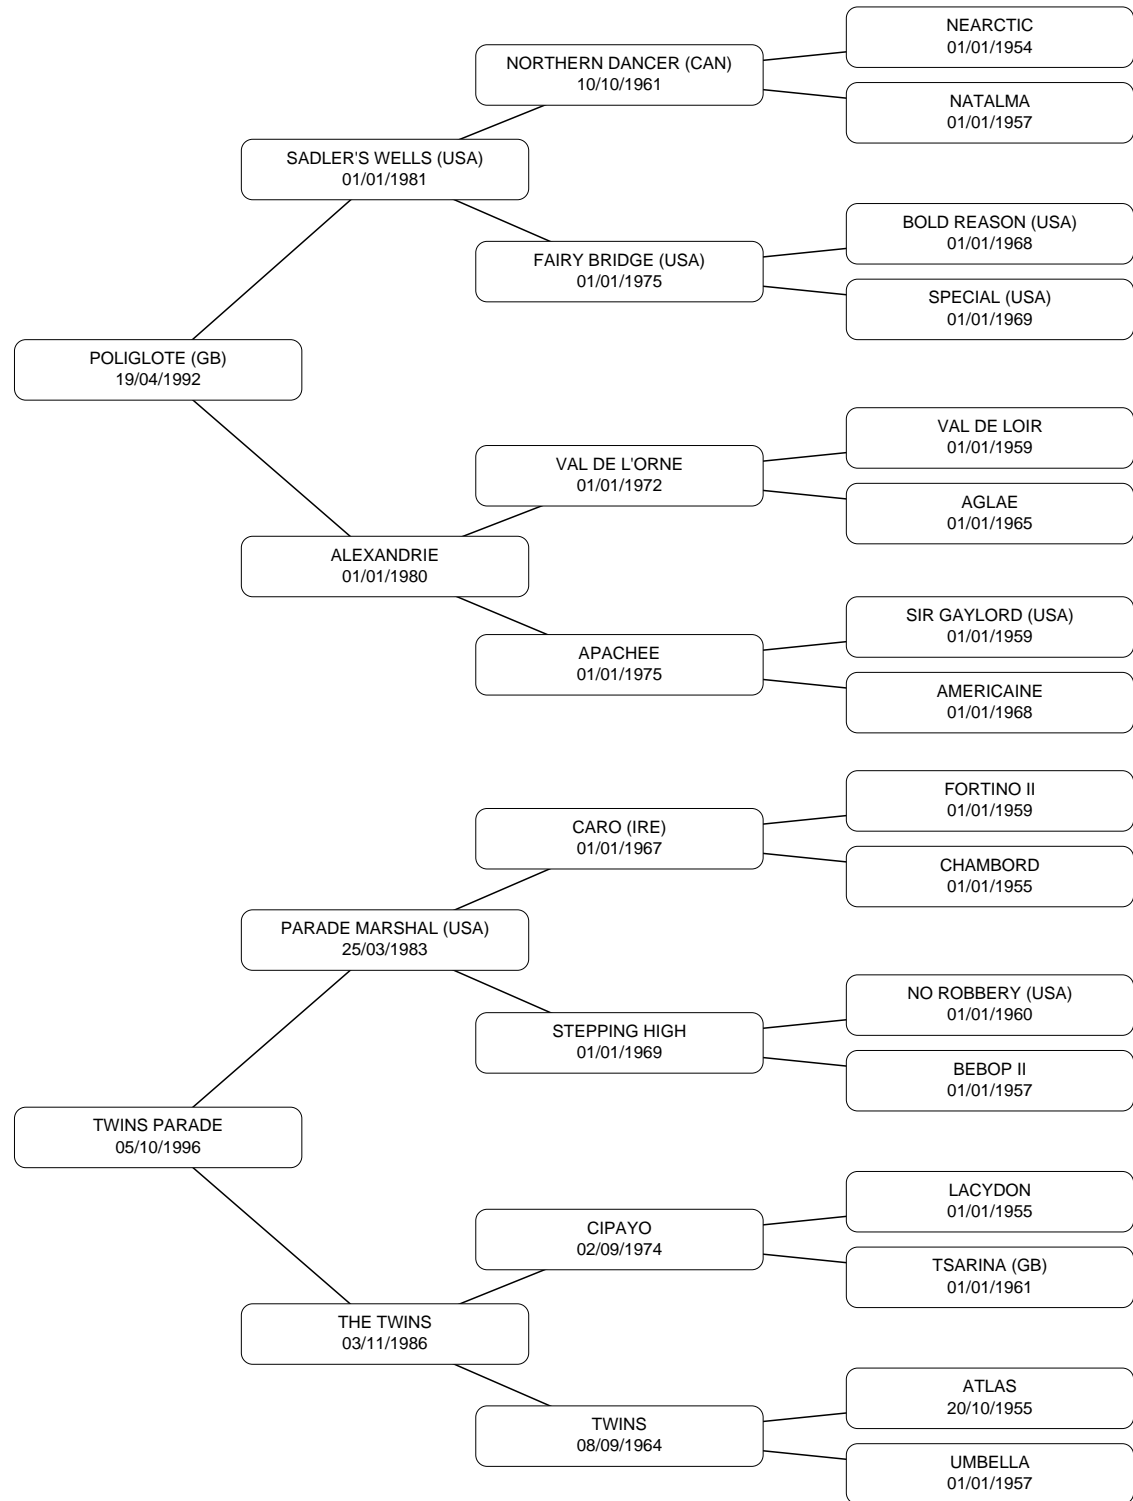 NEARCTIC
01/01/1954
NORTHERN DANCER (CAN)
10/10/1961
NATALMA
01/01/1957
SADLER'S WELLS (USA)
01/01/1981
BOLD REASON (USA)
01/01/1968
FAIRY BRIDGE (USA)
01/01/1975
SPECIAL (USA)
01/01/1969
POLIGLOTE (GB)
19/04/1992
VAL DE LOIR
01/01/1959
VAL DE L'ORNE
01/01/1972
AGLAE
01/01/1965
ALEXANDRIE
01/01/1980
SIR GAYLORD (USA)
01/01/1959
APACHEE
01/01/1975
AMERICAINE
01/01/1968
FORTINO II
01/01/1959
CARO (IRE)
01/01/1967
CHAMBORD
01/01/1955
PARADE MARSHAL (USA)
25/03/1983
NO ROBBERY (USA)
01/01/1960
STEPPING HIGH
01/01/1969
BEBOP II
01/01/1957
TWINS PARADE
05/10/1996
LACYDON
01/01/1955
CIPAYO
02/09/1974
TSARINA (GB)
01/01/1961
THE TWINS
03/11/1986
ATLAS
20/10/1955
TWINS
08/09/1964
UMBELLA
01/01/1957